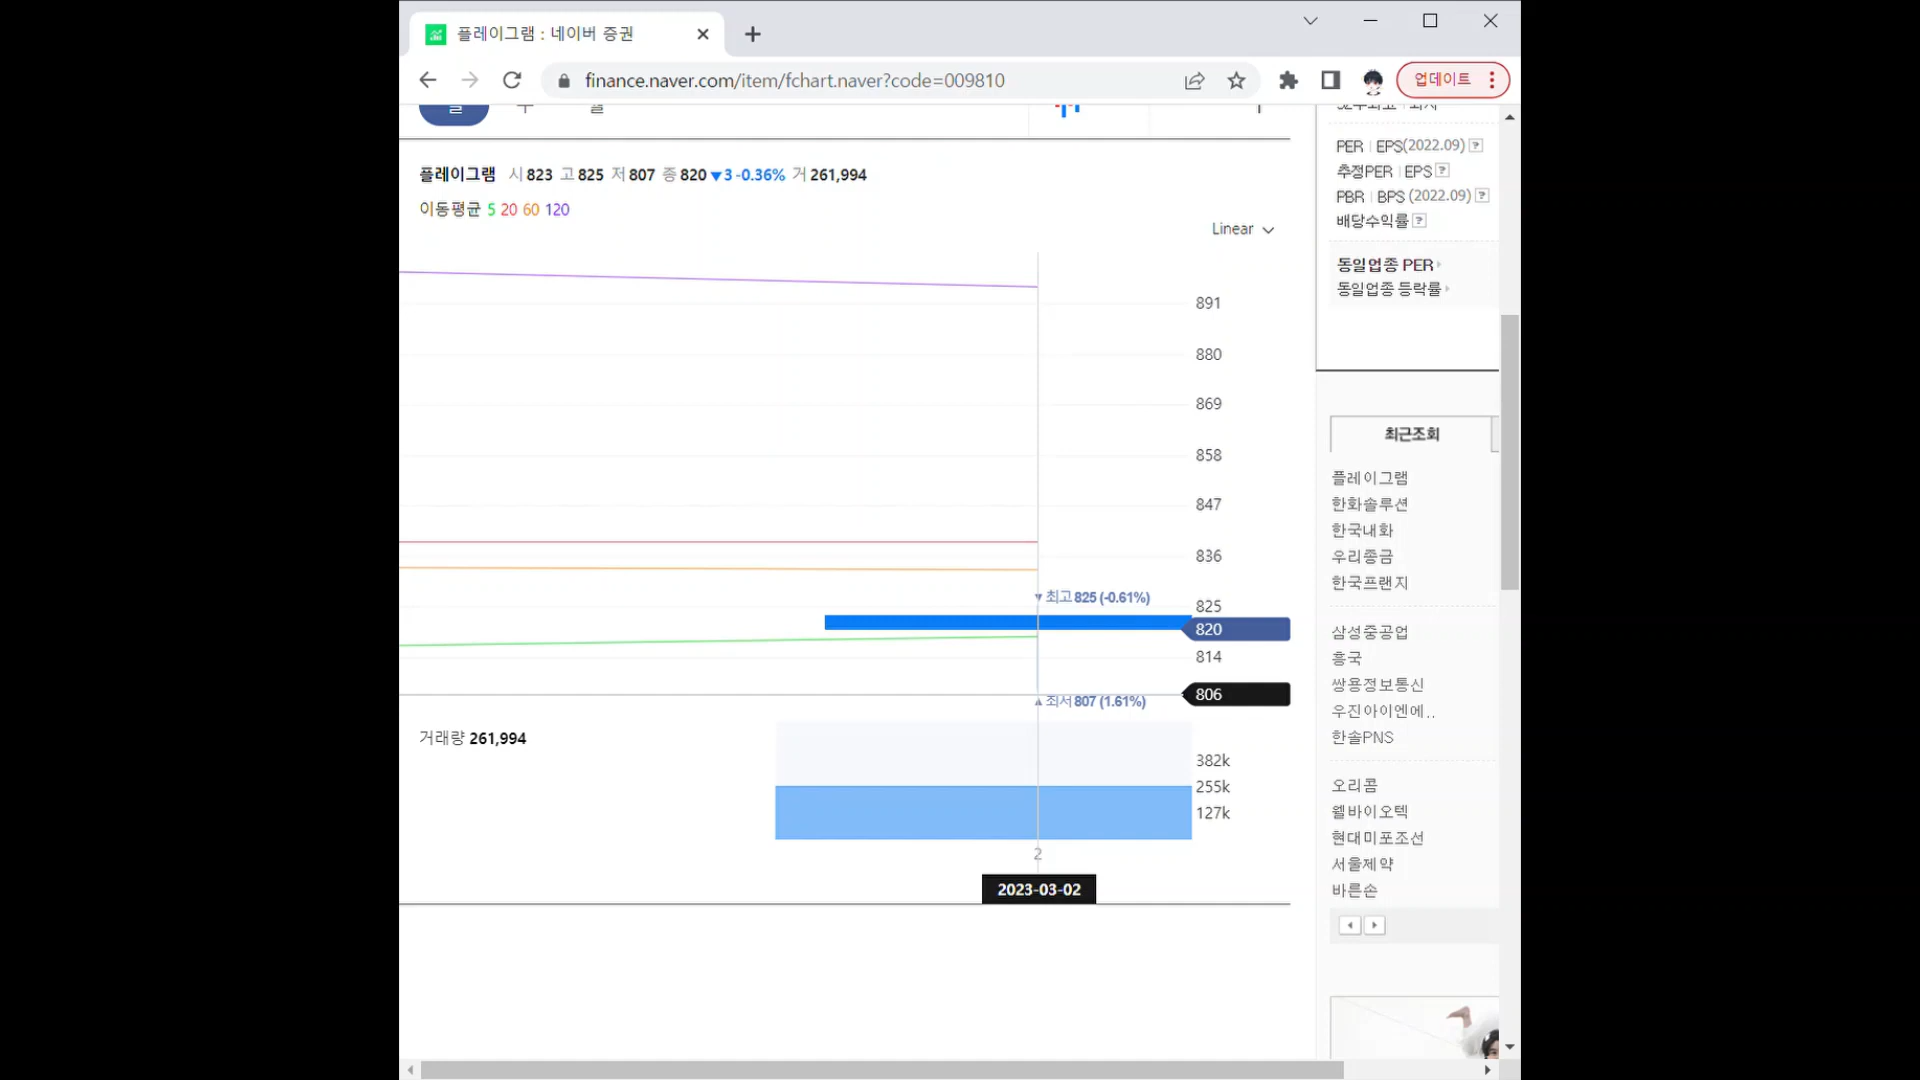 플레이그램 : 네이버 증권
finance.naver.com/item/fchart.naver?code=009810
업데이트
플레이그램 시 823 고 825 저 807 종 820 ▼3 -0.36% 거 261,994
이동평균 5 20 60 120
Linear
891
880
869
858
847
836
최고 825 (-0.61%)
825
820
814
806
최저 807 (1.61%)
거래량 261,994
382k
255k
127k
2
2023-03-02
PER | EPS(2022.09) ?
추정PER | EPS ?
PBR | BPS (2022.09) ?
배당수익률 ?
동일업종 PER
동일업종 등락률
최근조회
플레이그램
한화솔루션
한국내화
우리종금
한국프랜지
삼성중공업
흥국
쌍용정보통신
우진아이엔에..
한솔PNS
오리콤
웰바이오텍
현대미포조선
서울제약
바른손